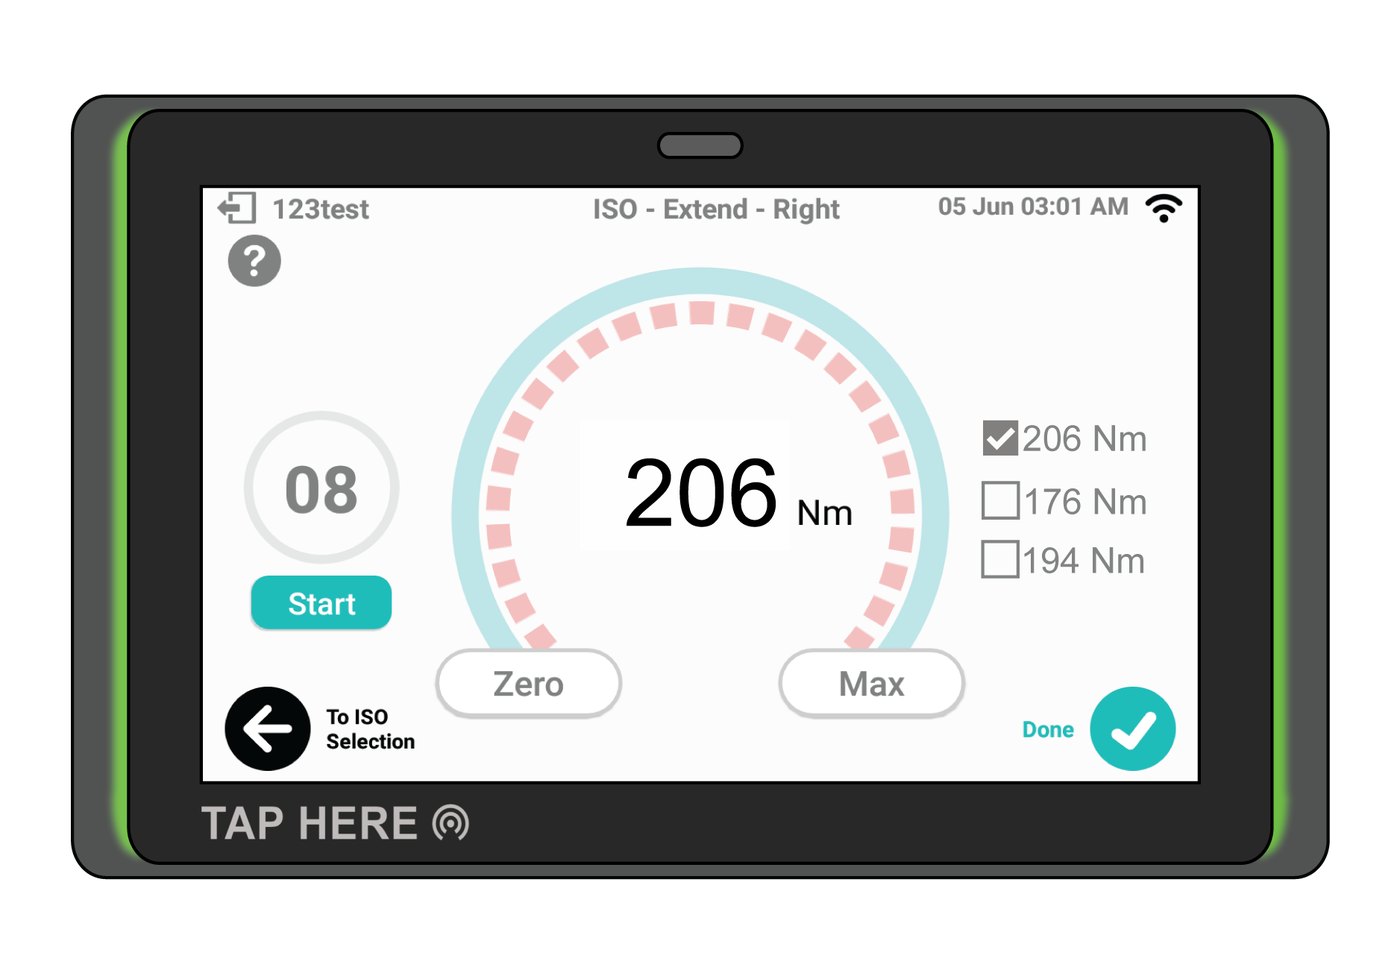 123test
ISO - Extend - Right
05 Jun 03:01 AM
?
08
Start
206 Nm
206 Nm
176 Nm
194 Nm
Zero
Max
To ISO
Selection
Done
TAP HERE